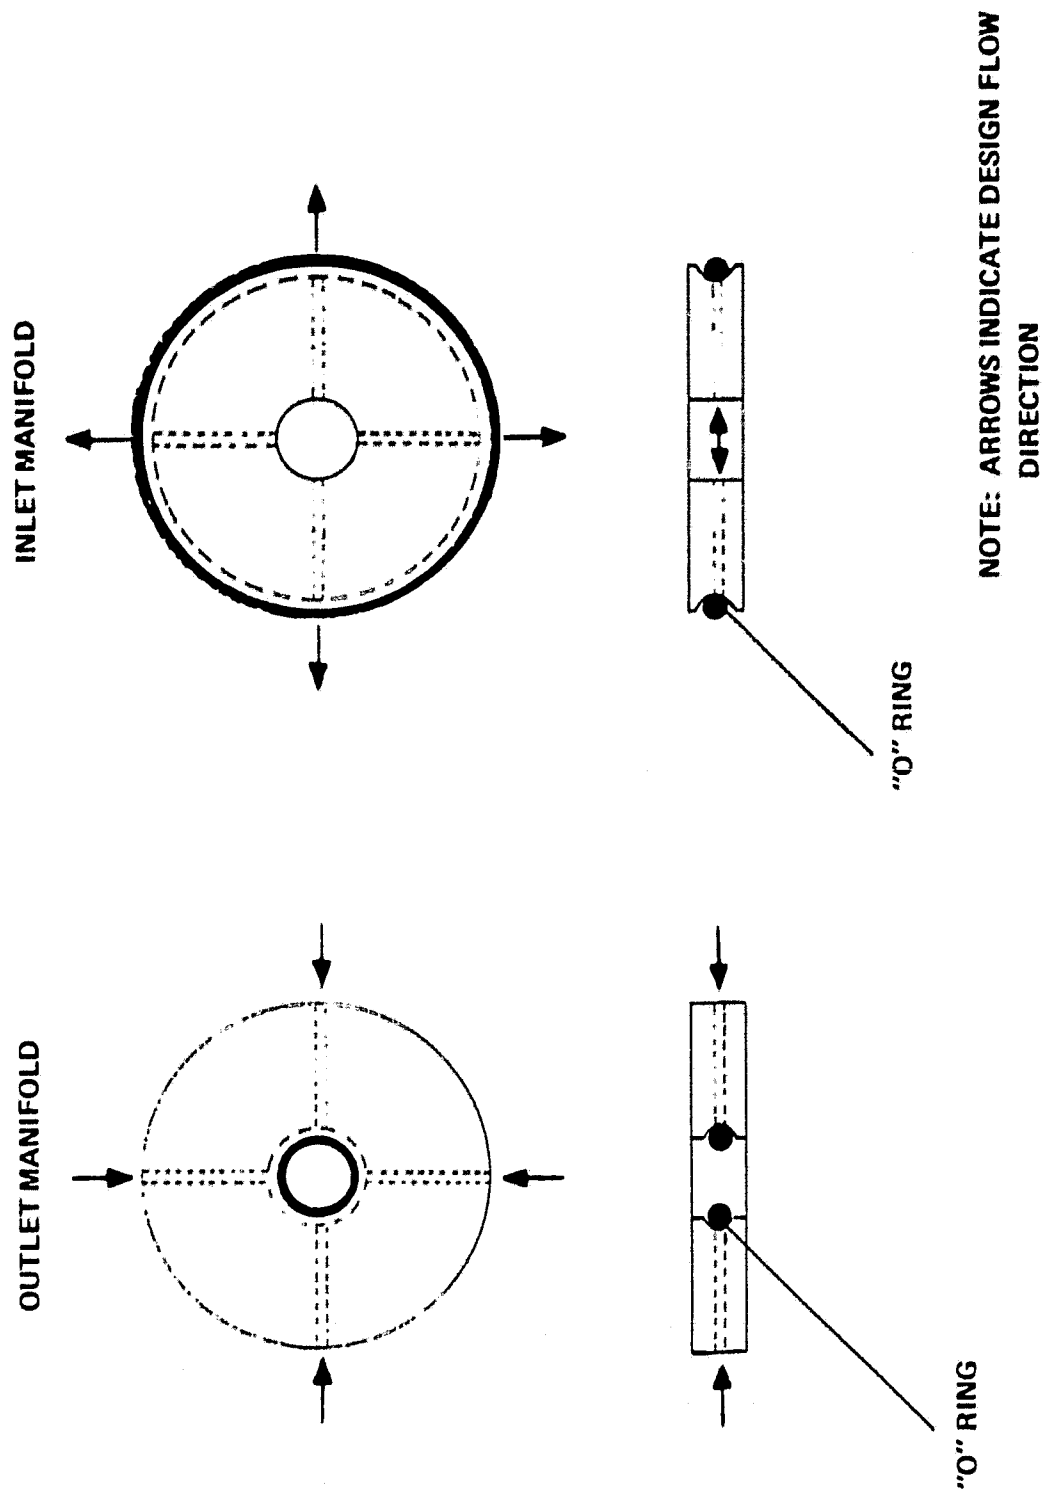 OUTLET MANIFOLD
INLET MANIFOLD
"O" RING
"O" RING
NOTE: ARROWS INDICATE DESIGN FLOW
DIRECTION